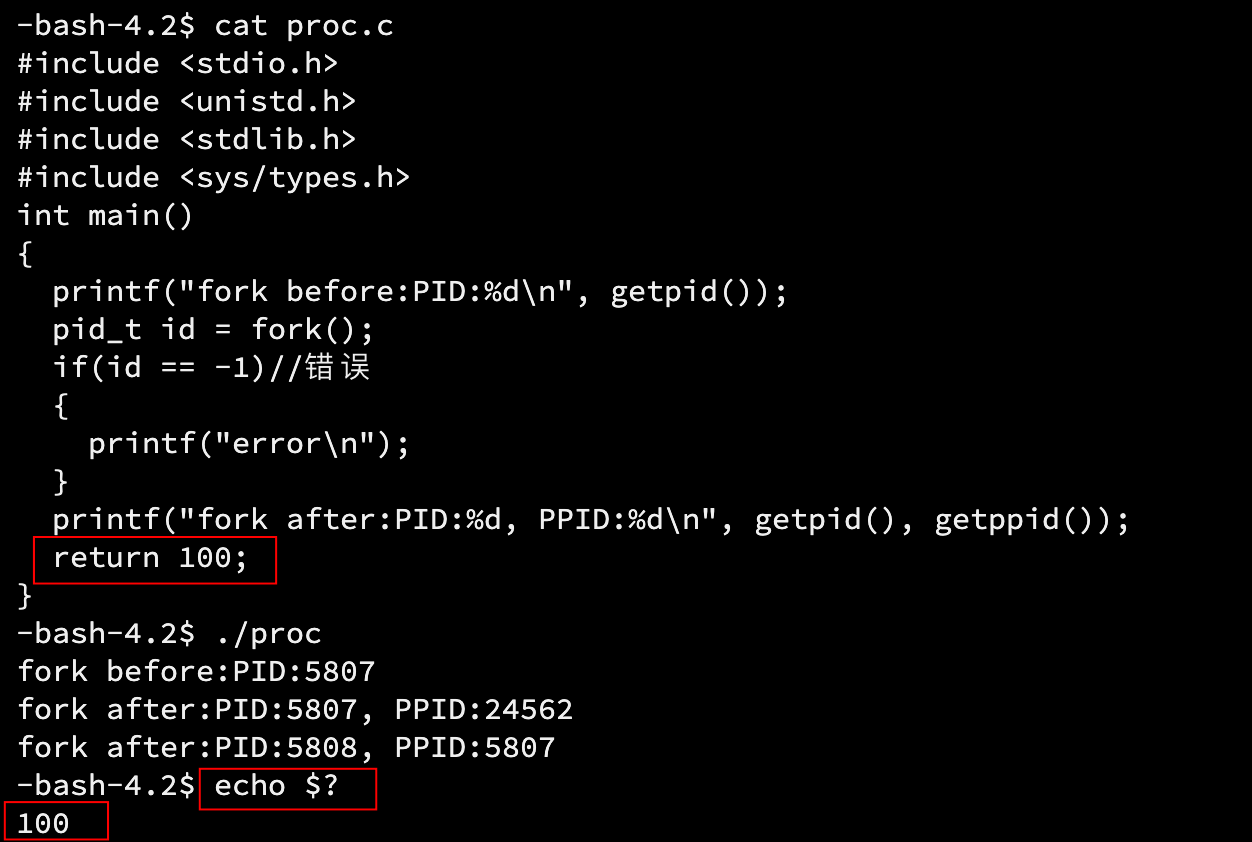 -bash-4.2$ cat proc.c
#include <stdio.h>
#include <unistd.h>
#include <stdlib.h>
#include <sys/types.h>
int main()
{
  printf("fork before:PID:%d\n", getpid());
  pid_t id = fork();
  if(id == -1)//错误
  {
    printf("error\n");
  }
  printf("fork after:PID:%d, PPID:%d\n", getpid(), getppid());
  return 100;
}
-bash-4.2$ ./proc
fork before:PID:5807
fork after:PID:5807, PPID:24562
fork after:PID:5808, PPID:5807
-bash-4.2$ echo $?
100